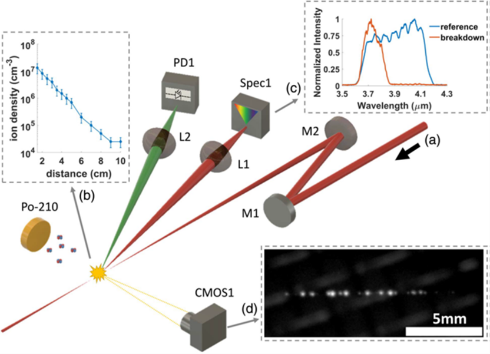 ion density (cm⁻³)
10⁸
10⁷
10⁶
10⁵
10⁴
2 4 6 8 10
distance (cm)
PD1
Spec1
(c)
Normalized Intensity
1
0.75
0.5
0.25
0
reference
breakdown
3.5 3.7 3.9 4.1 4.3
Wavelength (μm)
L2
L1
M2
(a)
M1
Po-210
(b)
CMOS1
(d)
5mm